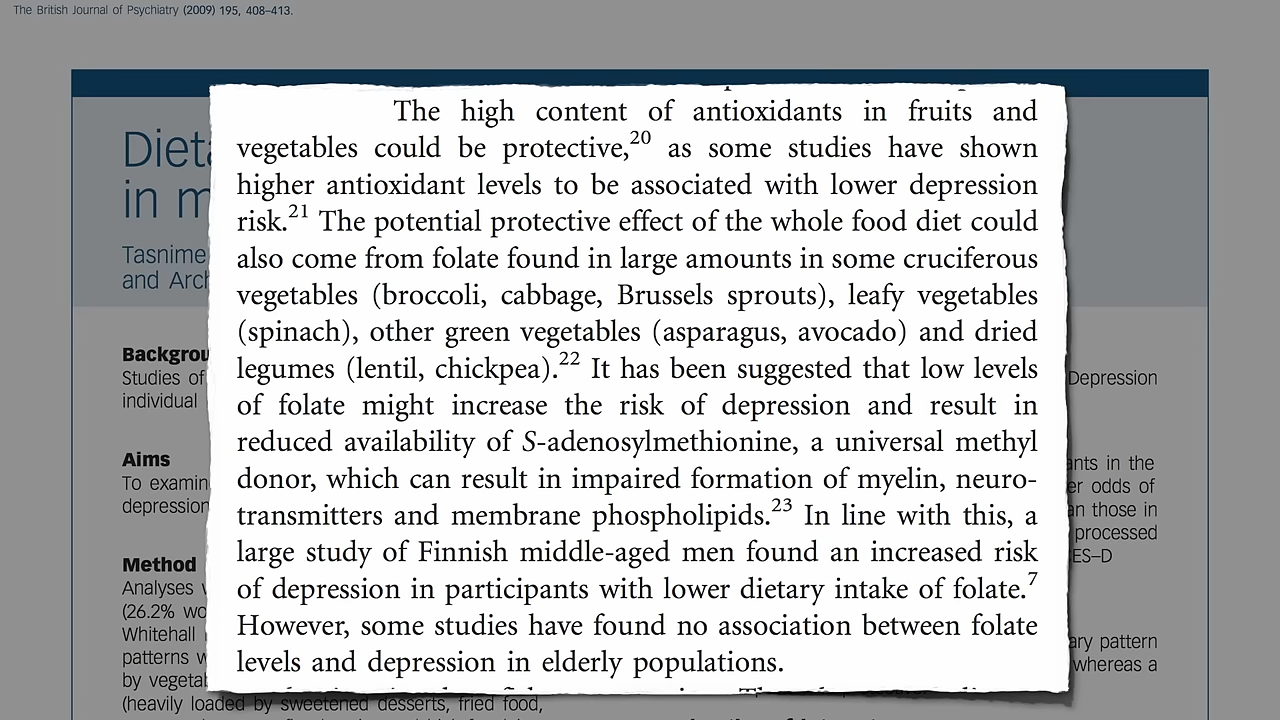 The British Journal of Psychiatry (2009) 195, 408–413.
The high content of antioxidants in fruits and
vegetables could be protective,20 as some studies have shown
higher antioxidant levels to be associated with lower depression
risk.21 The potential protective effect of the whole food diet could
also come from folate found in large amounts in some cruciferous
vegetables (broccoli, cabbage, Brussels sprouts), leafy vegetables
(spinach), other green vegetables (asparagus, avocado) and dried
legumes (lentil, chickpea).22 It has been suggested that low levels
of folate might increase the risk of depression and result in
reduced availability of S-adenosylmethionine, a universal methyl
donor, which can result in impaired formation of myelin, neuro-
transmitters and membrane phospholipids.23 In line with this, a
large study of Finnish middle-aged men found an increased risk
of depression in participants with lower dietary intake of folate.7
However, some studies have found no association between folate
levels and depression in elderly populations.
in m
Tasnime
and Arch
Studies of
individual
Aims
To examin
depression
Method
Analyses
(26.2% wo
Whitehall
patterns w
by vegeta
(heavily loaded by sweetened desserts, fried food,
Depression
ants in the
er odds of
an those in
processed
ES–D
ary pattern
whereas a